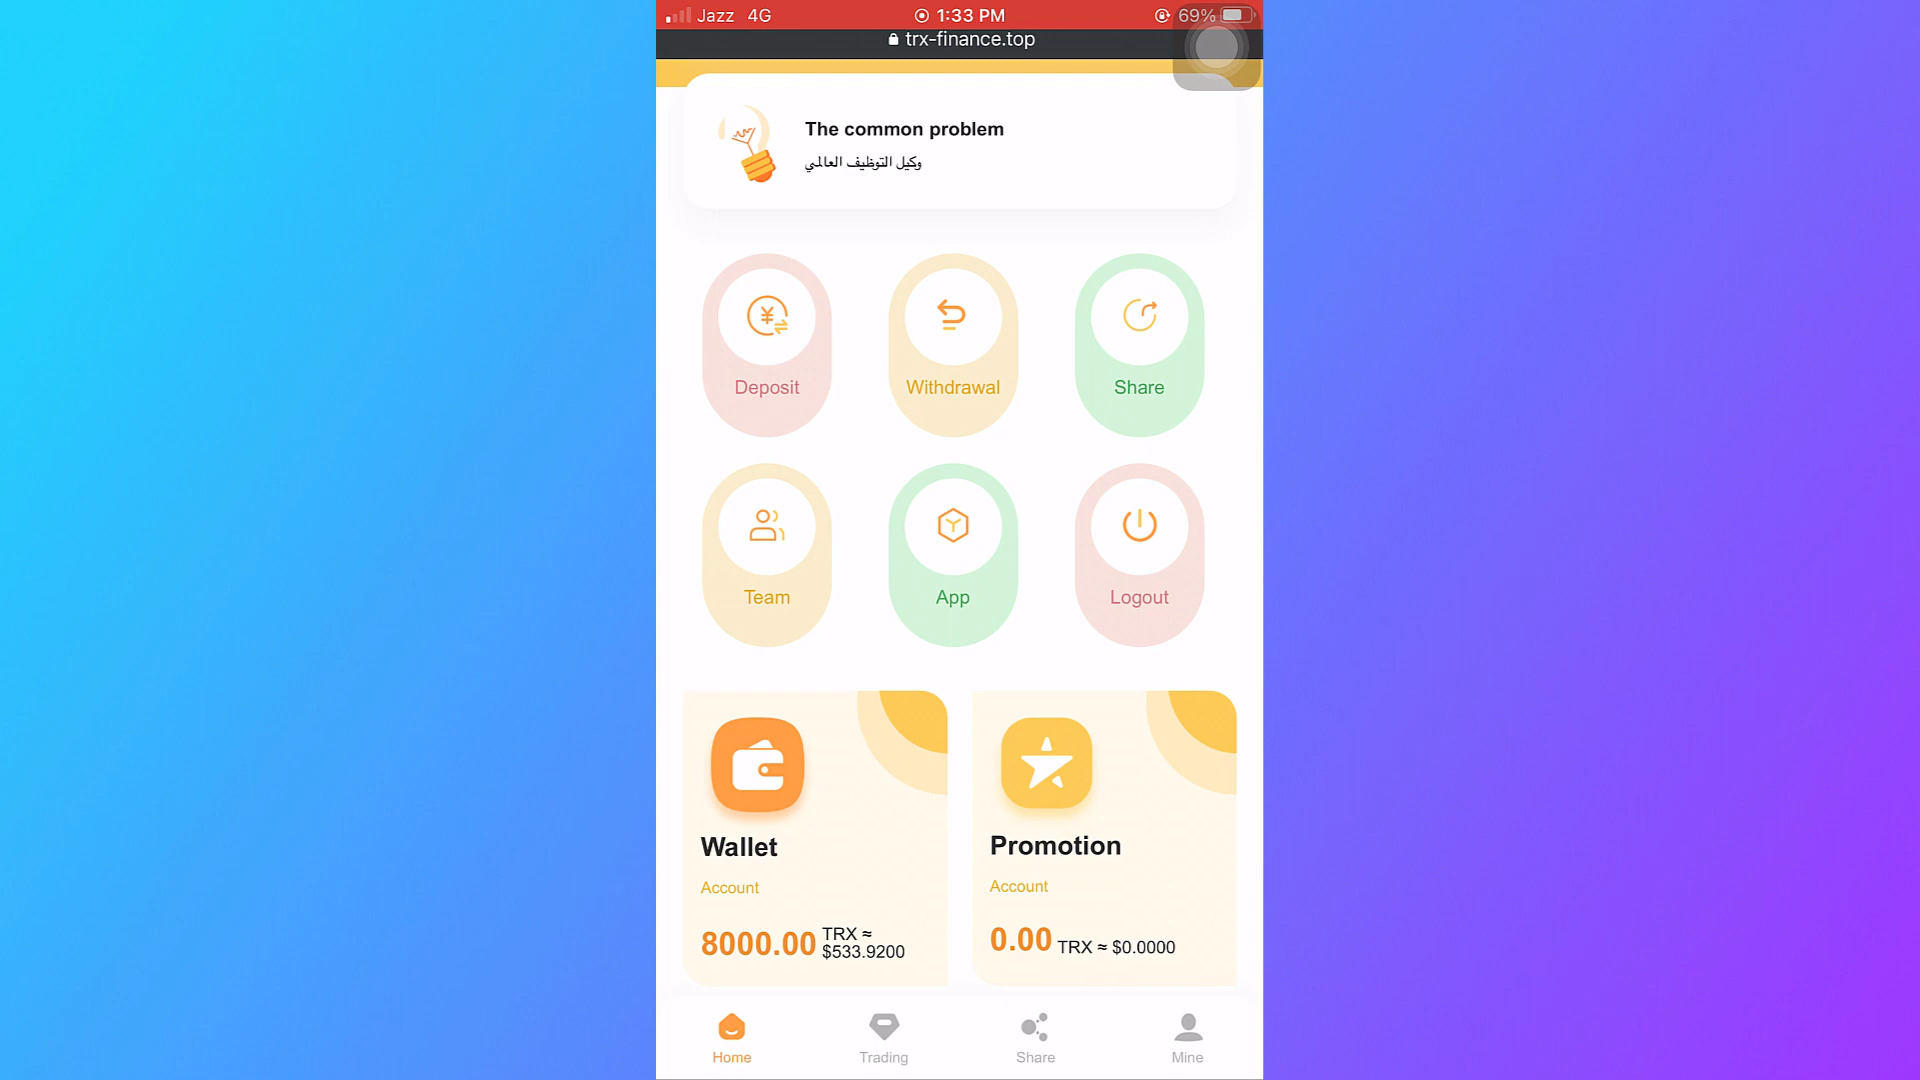 Jazz 4G 1:33 PM 69%
trx-finance.top
The common problem
وكيل التوظيف العالمي
Deposit Withdrawal Share
Team App Logout
Wallet
Account
8000.00 TRX ≈ $533.9200
Promotion
Account
0.00 TRX ≈ $0.0000
Home Trading Share Mine